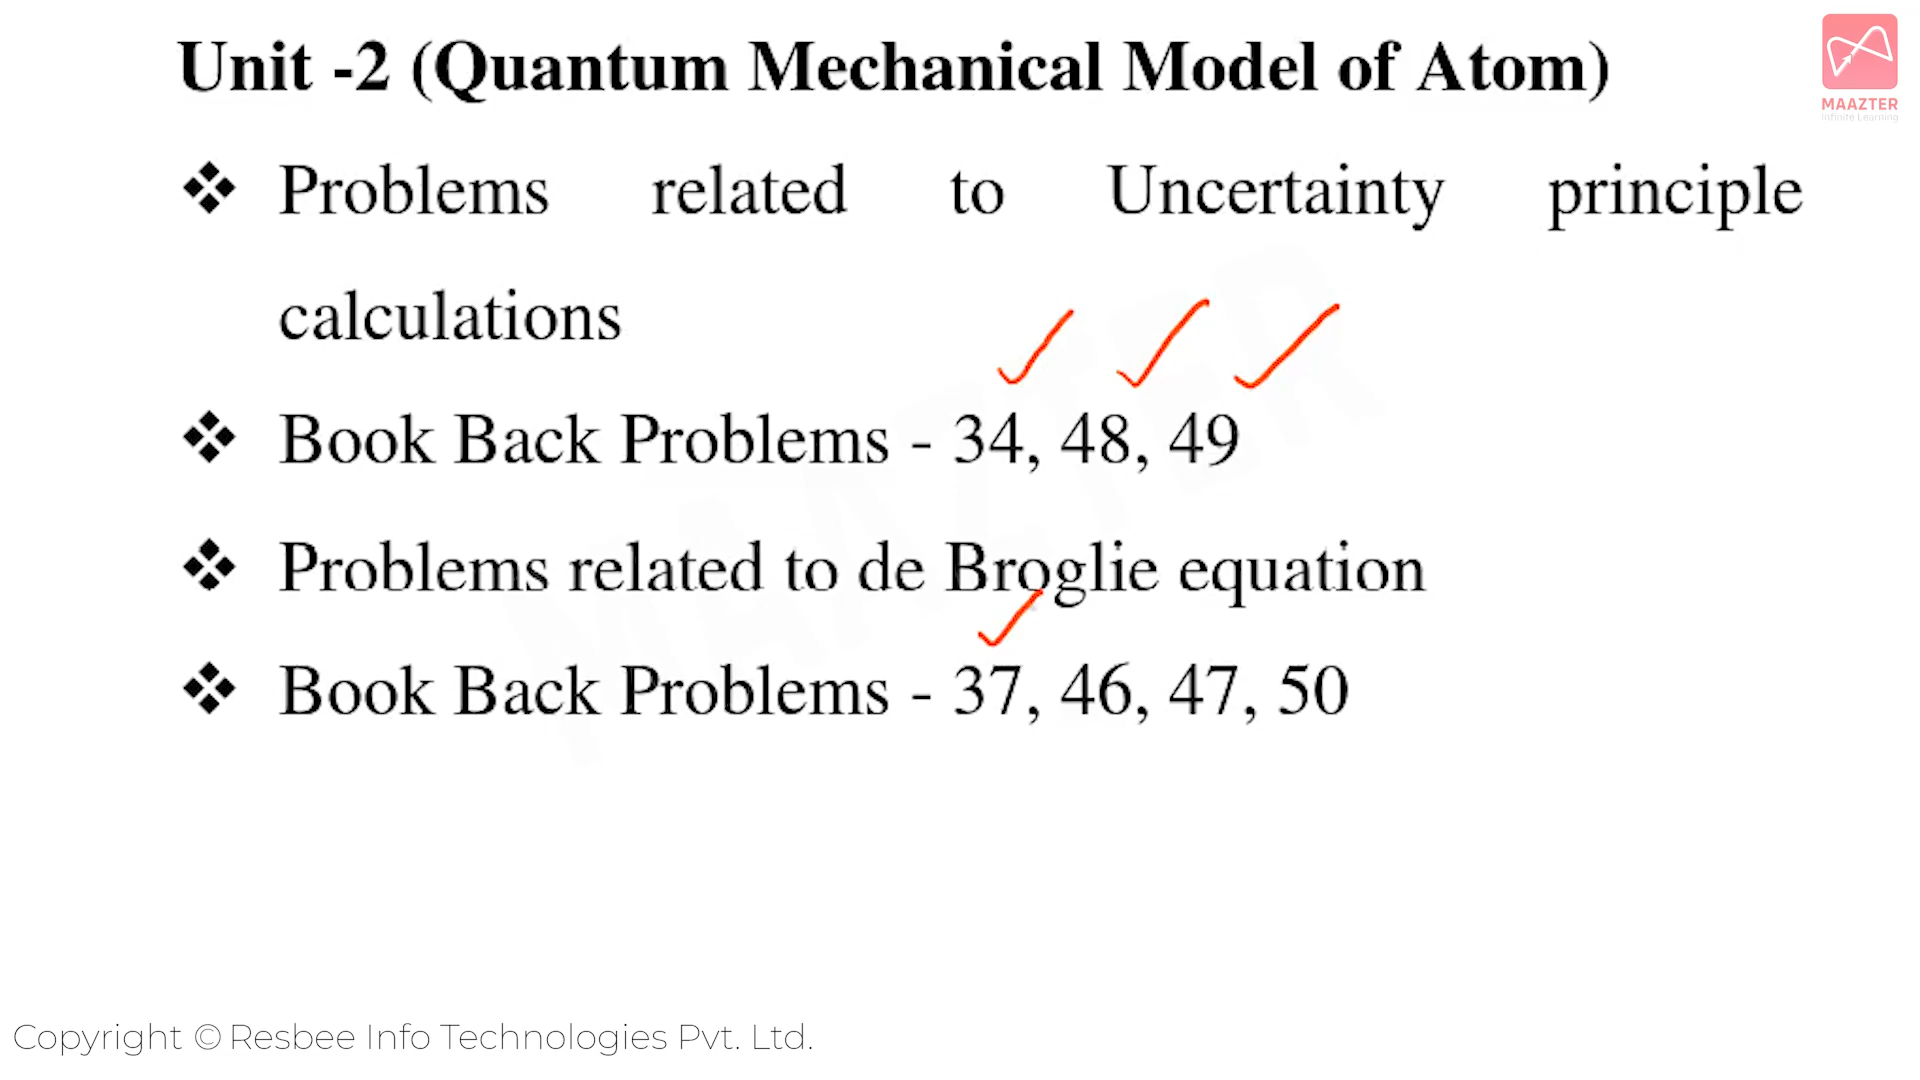 Unit -2 (Quantum Mechanical Model of Atom)
MAAZTER
Infinite Learning
❖ Problems related to Uncertainty principle
calculations
❖ Book Back Problems - 34, 48, 49
❖ Problems related to de Broglie equation
❖ Book Back Problems - 37, 46, 47, 50
MAAZTER
Copyright © Resbee Info Technologies Pvt. Ltd.